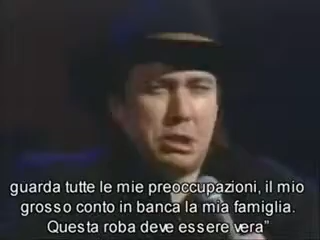 guarda tutte le mie preoccupazioni, il mio
grosso conto in banca la mia famiglia.
Questa roba deve essere vera"